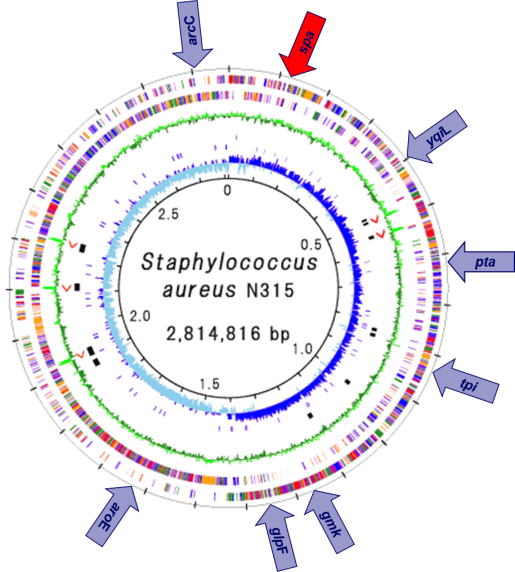 arcC
spa
yqiL
pta
tpi
gmk
glpF
aroE
0
0.5
1.0
1.5
2.0
2.5
Staphylococcus
aureus N315
2,814,816 bp